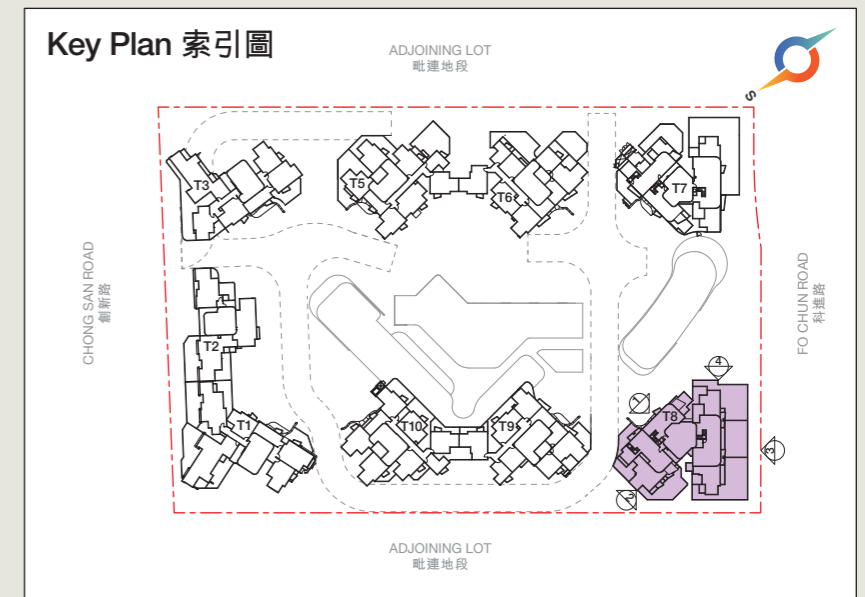 Key Plan 索引圖
ADJOINING LOT
毗連地段
S
T3
T5
T6
T7
CHONG SAN ROAD
創新路
FO CHUN ROAD
科進路
T2
T1
T10
T9
T8
4
1
3
2
ADJOINING LOT
毗連地段